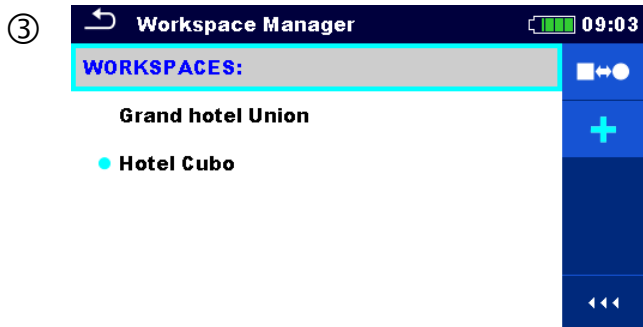 ③
Workspace Manager 09:03
WORKSPACES:
Grand hotel Union
Hotel Cubo